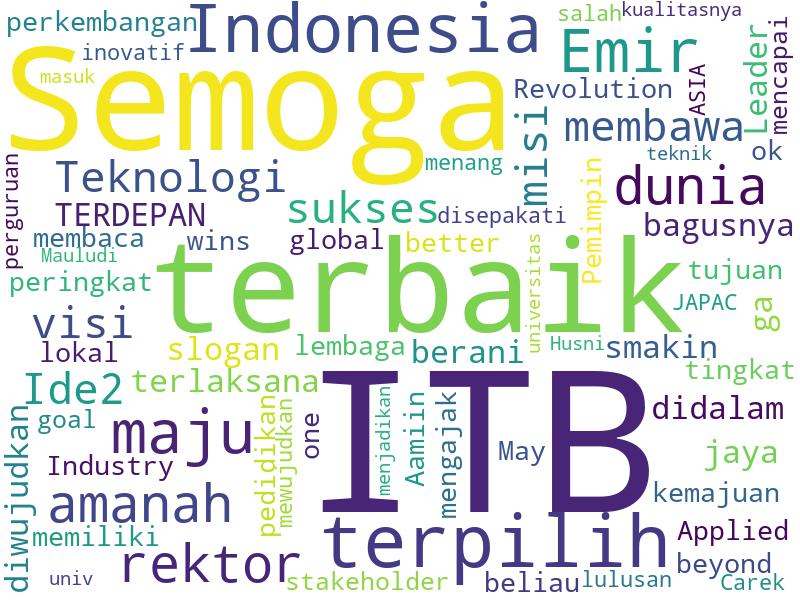 perkembangan
Indonesia
salah
kualitasnya
inovatif
Emir
Leader
mencapai
masuk
Semoga
Revolution
ASIA
misi
membawa
teknik
ok
perguruan
Teknologi
menang
Pemimpin
dunia
TERDEPAN
sukses
disepakati
bagusnya
membaca
wins
global
better
universitas
Mauludi
peringkat
terbaik
tujuan
JAPAC
ga
visi
lokal
slogan
lembaga
berani
Husni
smakin
tingkat
Ide2
terlaksana
ITB
goal
maju
pedidikan
mewujudkan
one
menjadikan
Aamiin
mengajak
May
didalam
diwujudkan
Industry
jaya
amanah
kemajuan
memiliki
terpilih
Applied
rektor
beyond
univ
stakeholder
beliau
lulusan
Carek